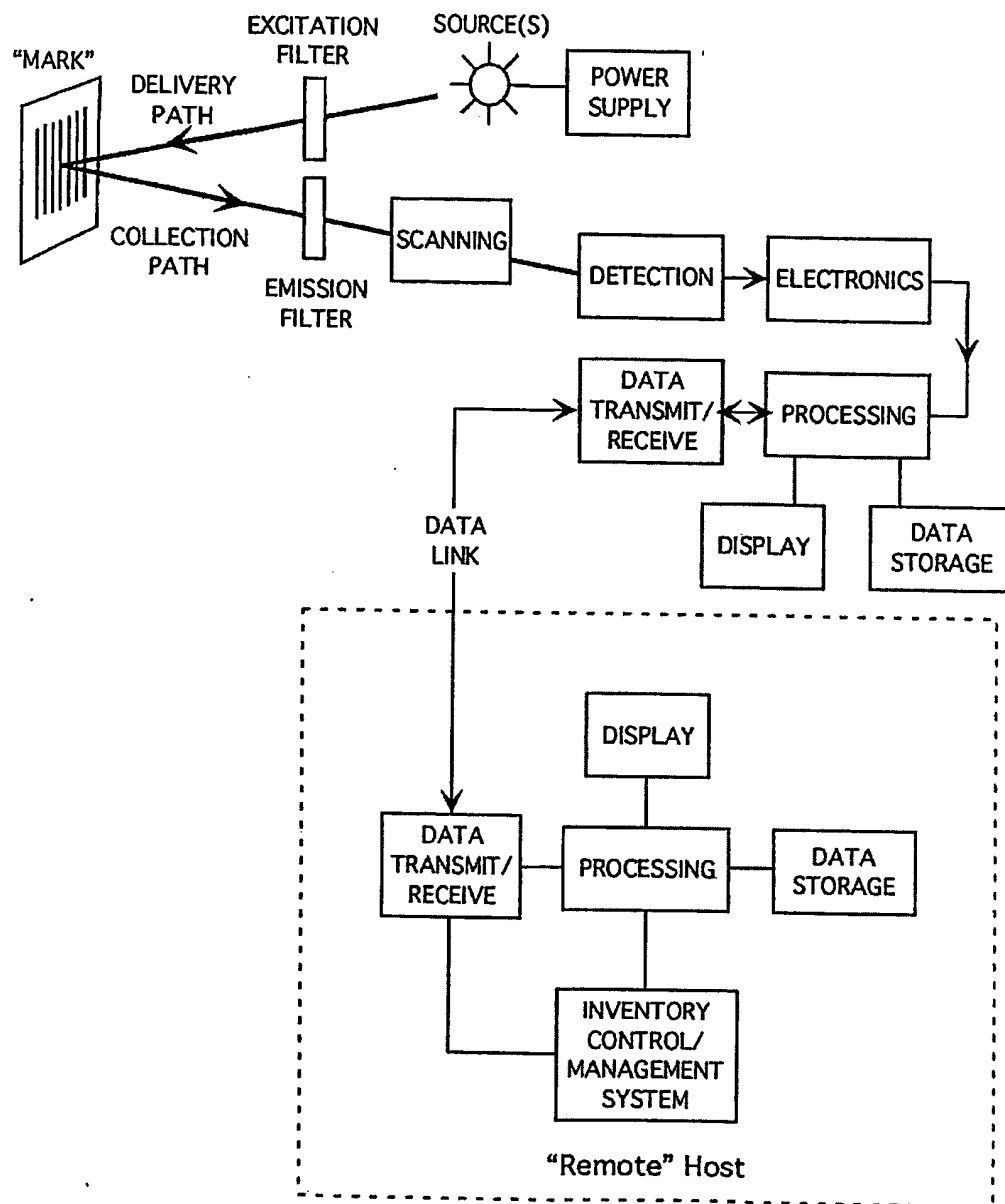 EXCITATION
FILTER
SOURCE(S)
"MARK"
DELIVERY
PATH
POWER
SUPPLY
COLLECTION
PATH
EMISSION
FILTER
SCANNING
DETECTION
ELECTRONICS
DATA
TRANSMIT/
RECEIVE
PROCESSING
DISPLAY
DATA
STORAGE
DATA
LINK
DISPLAY
DATA
TRANSMIT/
RECEIVE
PROCESSING
DATA
STORAGE
INVENTORY
CONTROL/
MANAGEMENT
SYSTEM
"Remote" Host